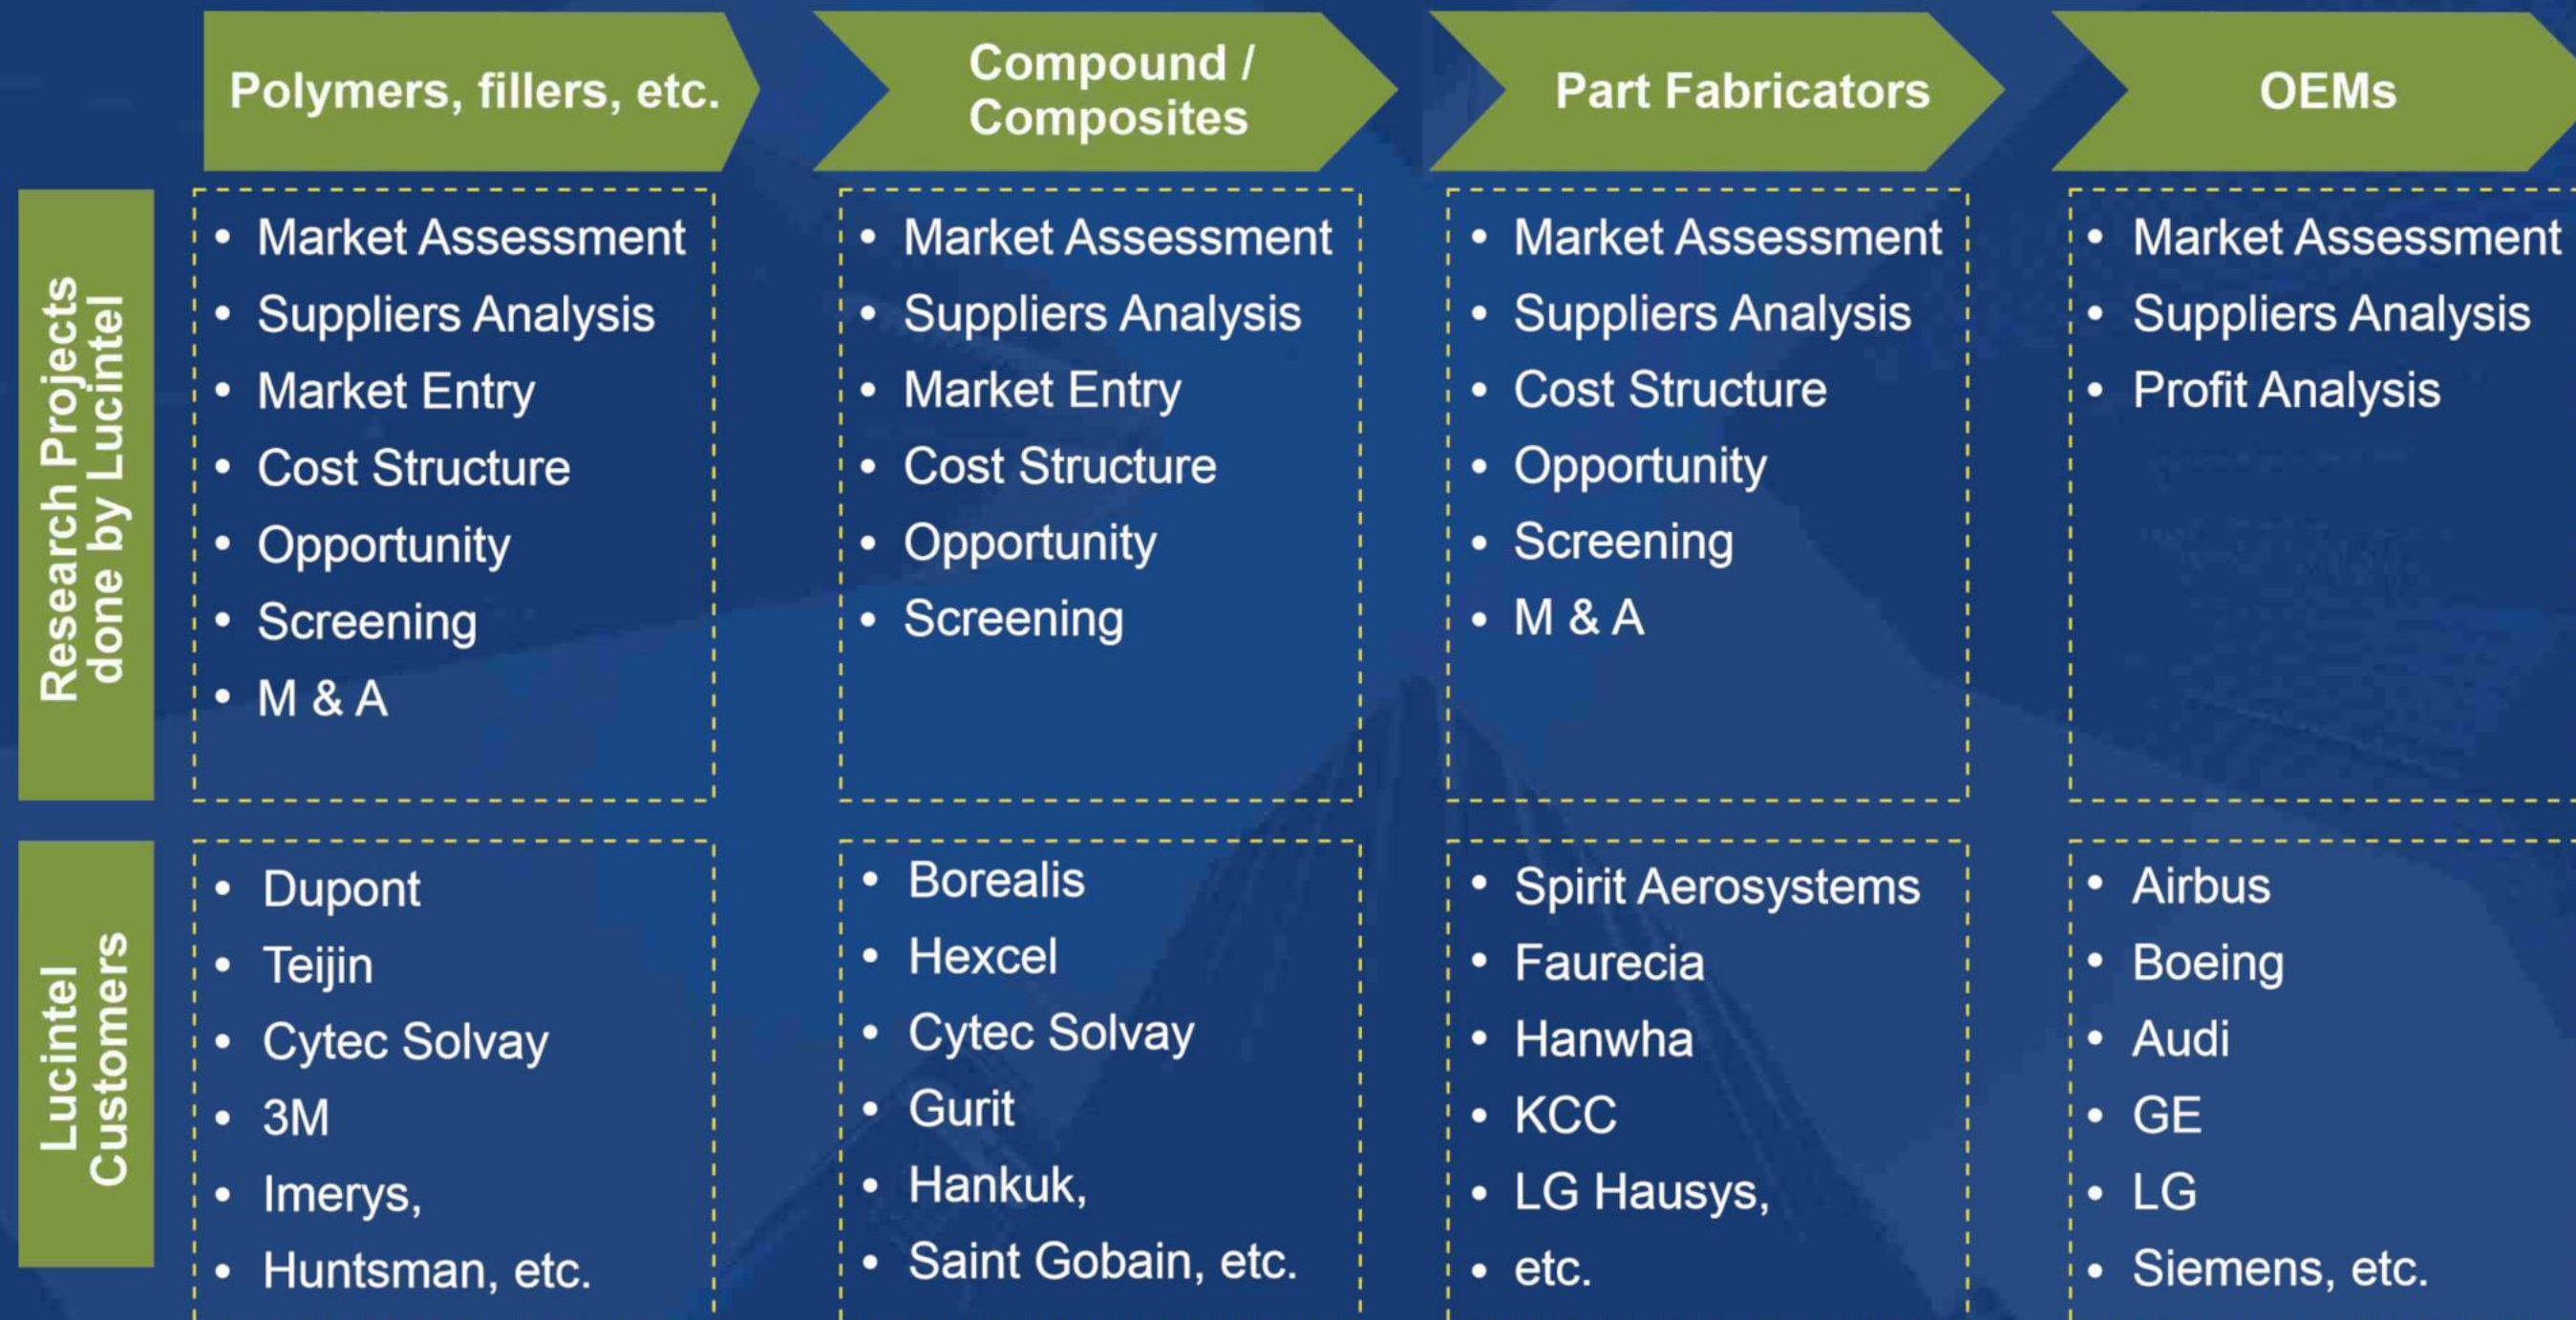 Polymers, fillers, etc.
Compound /
Composites
Part Fabricators
OEMs
Research Projects
done by Lucintel
• Market Assessment
• Suppliers Analysis
• Market Entry
• Cost Structure
• Opportunity
• Screening
• M & A
• Market Assessment
• Suppliers Analysis
• Market Entry
• Cost Structure
• Opportunity
• Screening
• Market Assessment
• Suppliers Analysis
• Cost Structure
• Opportunity
• Screening
• M & A
• Market Assessment
• Suppliers Analysis
• Profit Analysis
Lucintel
Customers
• Dupont
• Teijin
• Cytec Solvay
• 3M
• Imerys,
• Huntsman, etc.
• Borealis
• Hexcel
• Cytec Solvay
• Gurit
• Hankuk,
• Saint Gobain, etc.
• Spirit Aerosystems
• Faurecia
• Hanwha
• KCC
• LG Hausys,
• etc.
• Airbus
• Boeing
• Audi
• GE
• LG
• Siemens, etc.